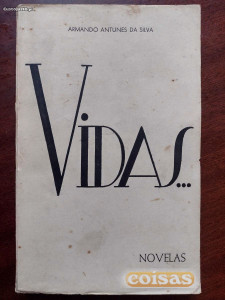 ARMANDO ANTUNES DA SILVA
VIDAS...
NOVELAS
coisas